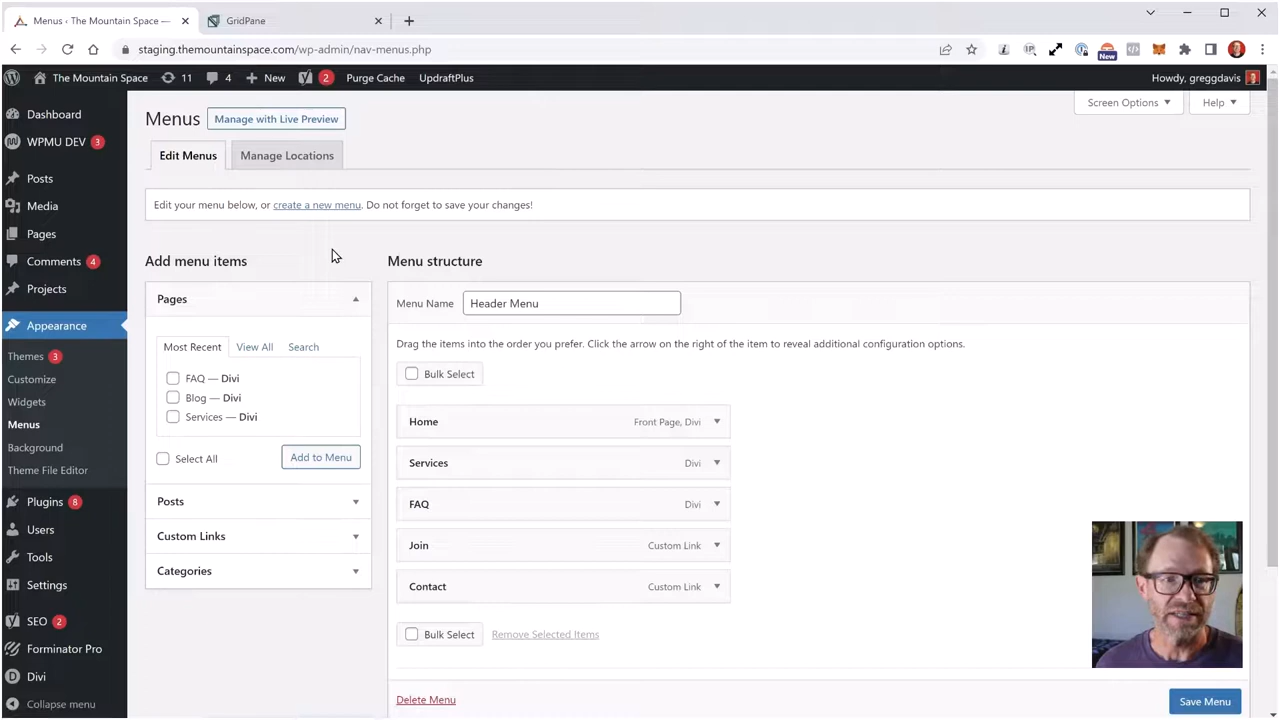 Menus ‹ The Mountain Space —
GridPane
staging.themountainspace.com/wp-admin/nav-menus.php
New
The Mountain Space
11
4
New
2
Purge Cache
UpdraftPlus
Howdy, greggdavis
Dashboard
WPMU DEV 3
Posts
Media
Pages
Comments 4
Projects
Appearance
Themes 3
Customize
Widgets
Menus
Background
Theme File Editor
Plugins 8
Users
Tools
Settings
SEO 2
Forminator Pro
Divi
Collapse menu
Menus
Manage with Live Preview
Screen Options
Help
Edit Menus
Manage Locations
Edit your menu below, or create a new menu. Do not forget to save your changes!
Add menu items
Pages
Most Recent
View All
Search
FAQ — Divi
Blog — Divi
Services — Divi
Select All
Add to Menu
Posts
Custom Links
Categories
Menu structure
Menu Name
Header Menu
Drag the items into the order you prefer. Click the arrow on the right of the item to reveal additional configuration options.
Bulk Select
Home
Front Page, Divi
Services
Divi
FAQ
Divi
Join
Custom Link
Contact
Custom Link
Bulk Select
Remove Selected Items
Delete Menu
Save Menu